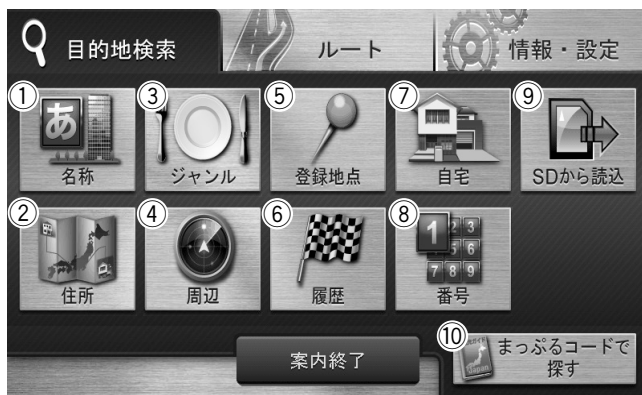 目的地検索
ルート
情報・設定
①
あ
名称
③
ジャンル
⑤
登録地点
⑦
自宅
⑨
SDから読込
②
住所
④
周辺
⑥
履歴
⑧
1 2 3
5 6
7 8 9
番号
案内終了
⑩
Japan
まっぷるコードで
探す